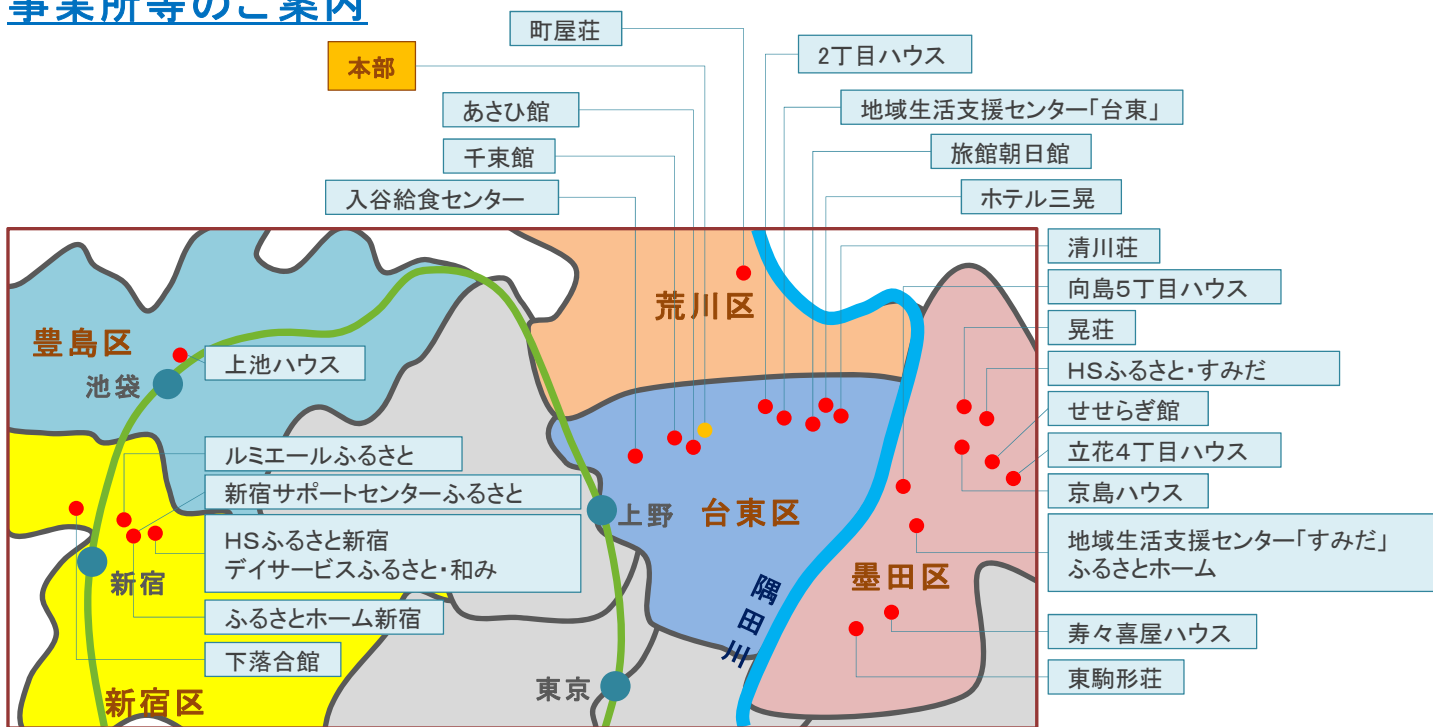 事業所等のご案内
町屋荘
本部
2丁目ハウス
あさひ館
地域生活支援センター「台東」
千束館
旅館朝日館
入谷給食センター
ホテル三晃
清川荘
向島5丁目ハウス
荒川区
晃荘
豊島区
上池ハウス
池袋
HSふるさと・すみだ
せせらぎ館
ルミエールふるさと
立花4丁目ハウス
新宿サポートセンターふるさと
京島ハウス
上野
台東区
HSふるさと新宿
デイサービスふるさと・和み
地域生活支援センター「すみだ」
ふるさとホーム
新宿
墨田区
隅田川
ふるさとホーム新宿
寿々喜屋ハウス
下落合館
東京
東駒形荘
新宿区